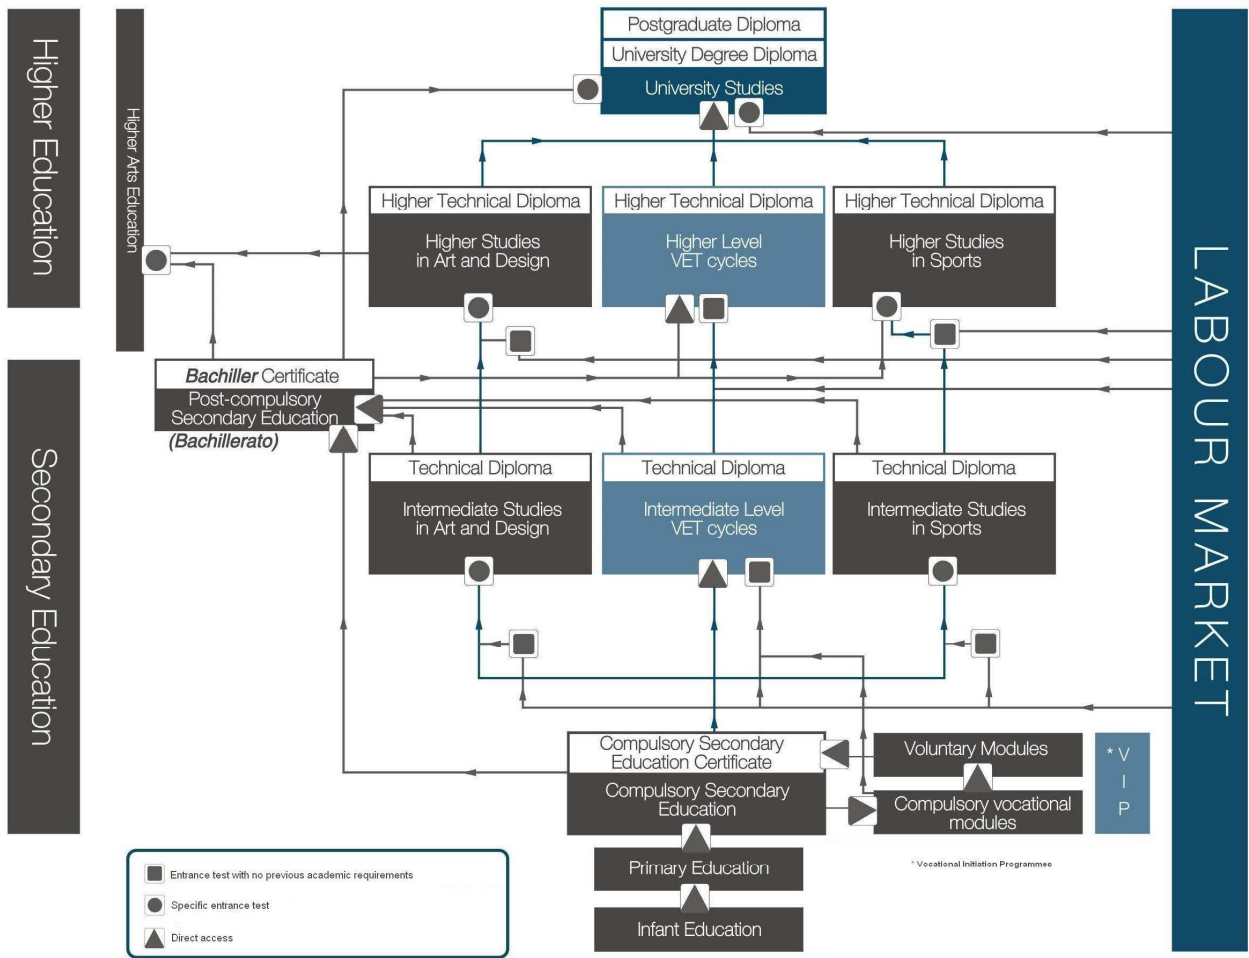 Higher Education
Higher Arts Education
Postgraduate Diploma
University Degree Diploma
University Studies
Higher Technical Diploma
Higher Studies
in Art and Design
Higher Technical Diploma
Higher Level
VET cycles
Higher Technical Diploma
Higher Studies
in Sports
LABOUR MARKET
Secondary Education
Bachiller Certificate
Post-compulsory
Secondary Education
(Bachillerato)
Technical Diploma
Intermediate Studies
in Art and Design
Technical Diploma
Intermediate Level
VET cycles
Technical Diploma
Intermediate Studies
in Sports
Compulsory Secondary
Education Certificate
Compulsory Secondary
Education
Voluntary Modules
Compulsory vocational
modules
* V
I
P
Primary Education
Infant Education
* Vocational Initiation Programmes
Entrance test with no previous academic requirements
Specific entrance test
Direct access